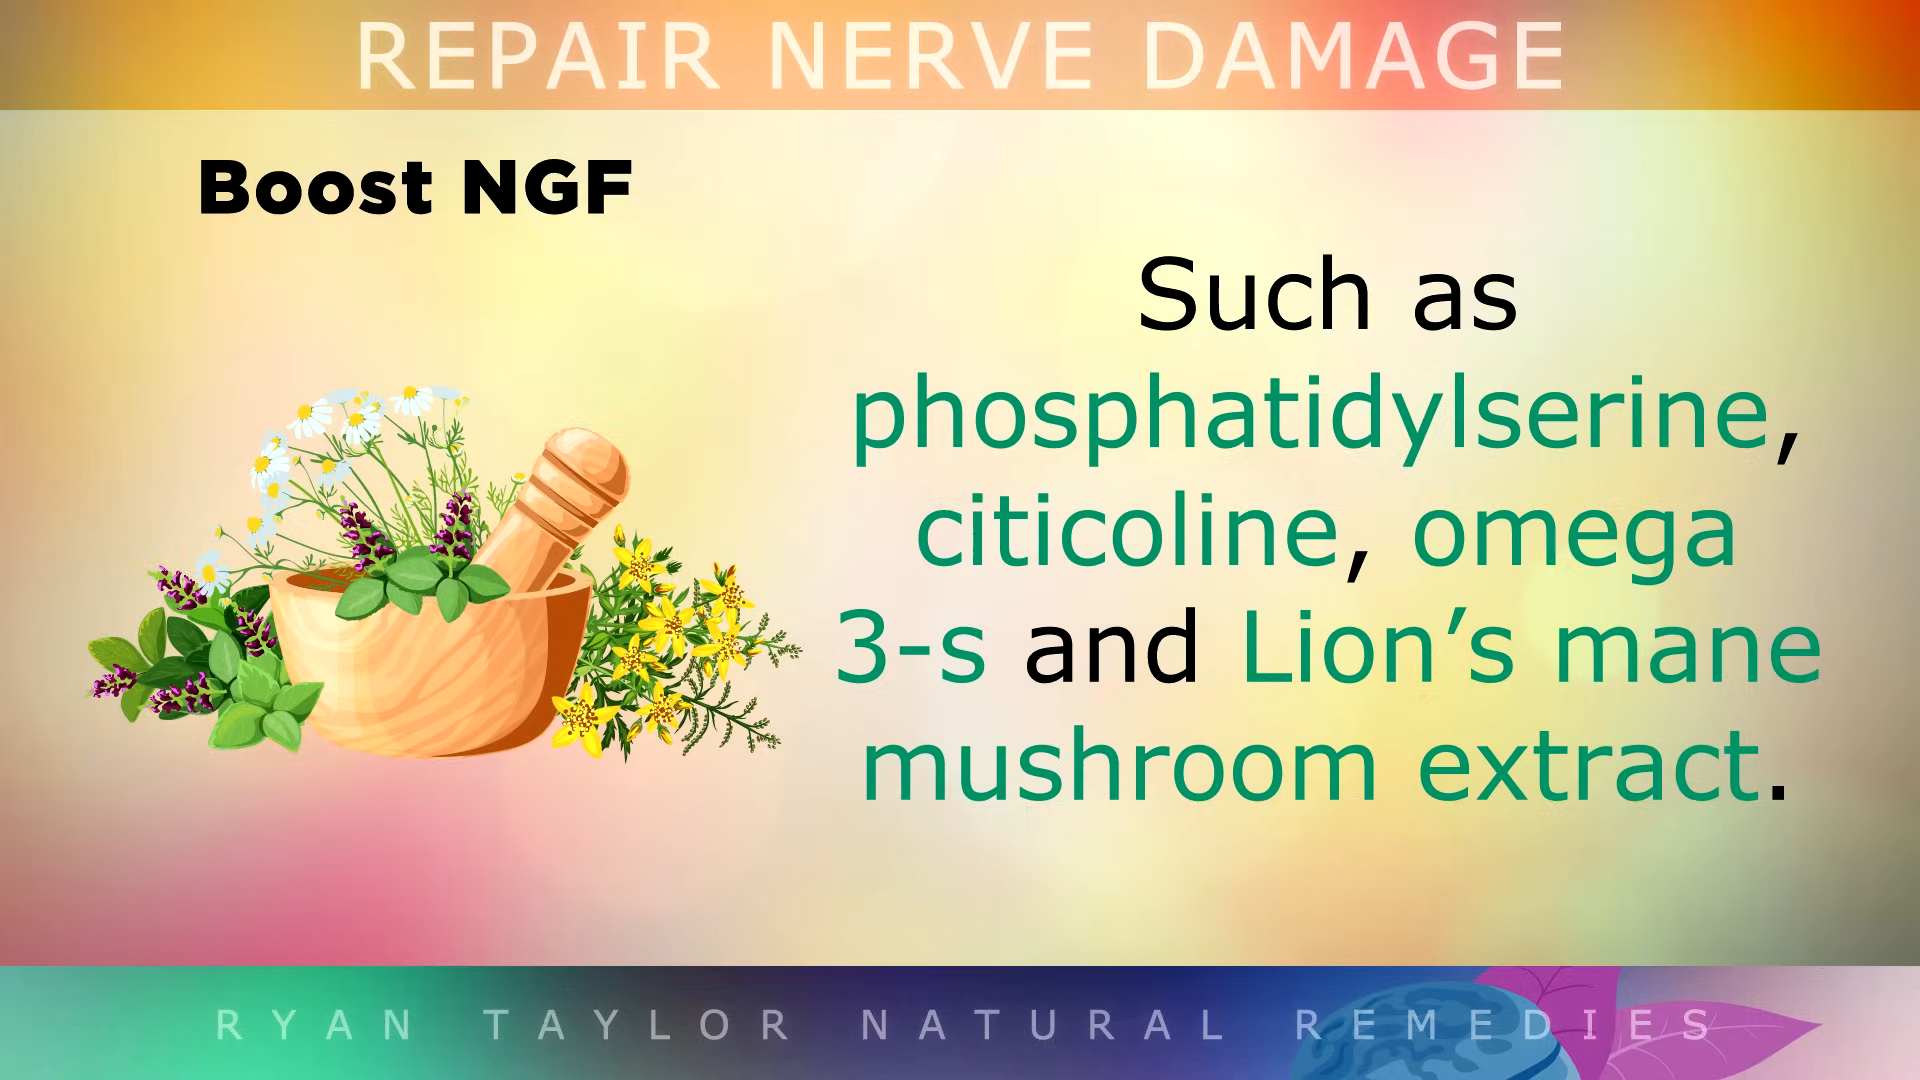 REPAIR NERVE DAMAGE
Boost NGF
Such as
phosphatidylserine,
citicoline, omega
3-s and Lion’s mane
mushroom extract.
RYAN TAYLOR NATURAL REMEDIES